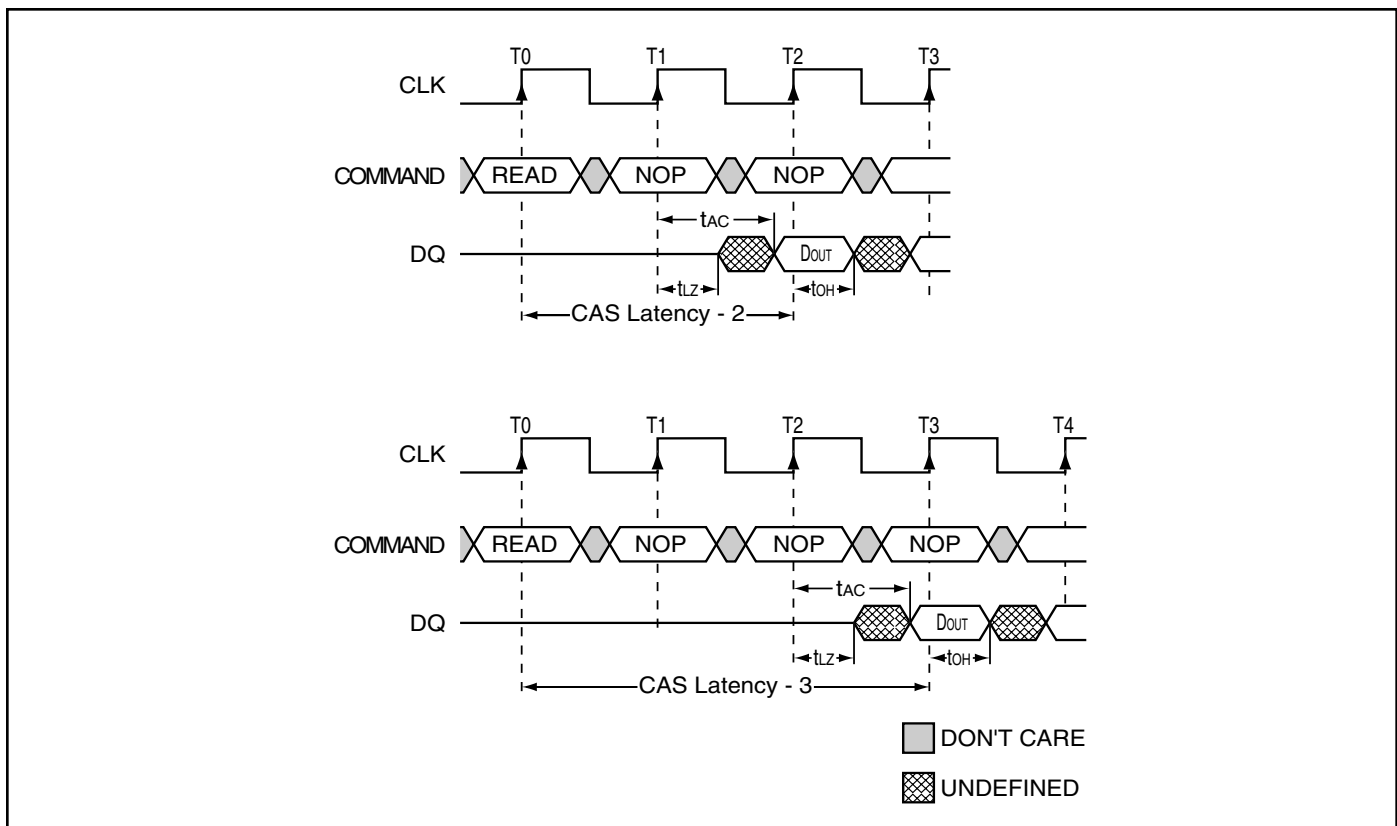 T0 T1 T2 T3
CLK
COMMAND READ NOP NOP
tAC
DQ DOUT
tLZ tOH
CAS Latency - 2
T0 T1 T2 T3 T4
CLK
COMMAND READ NOP NOP NOP
tAC
DQ DOUT
tLZ tOH
CAS Latency - 3
DON'T CARE
UNDEFINED